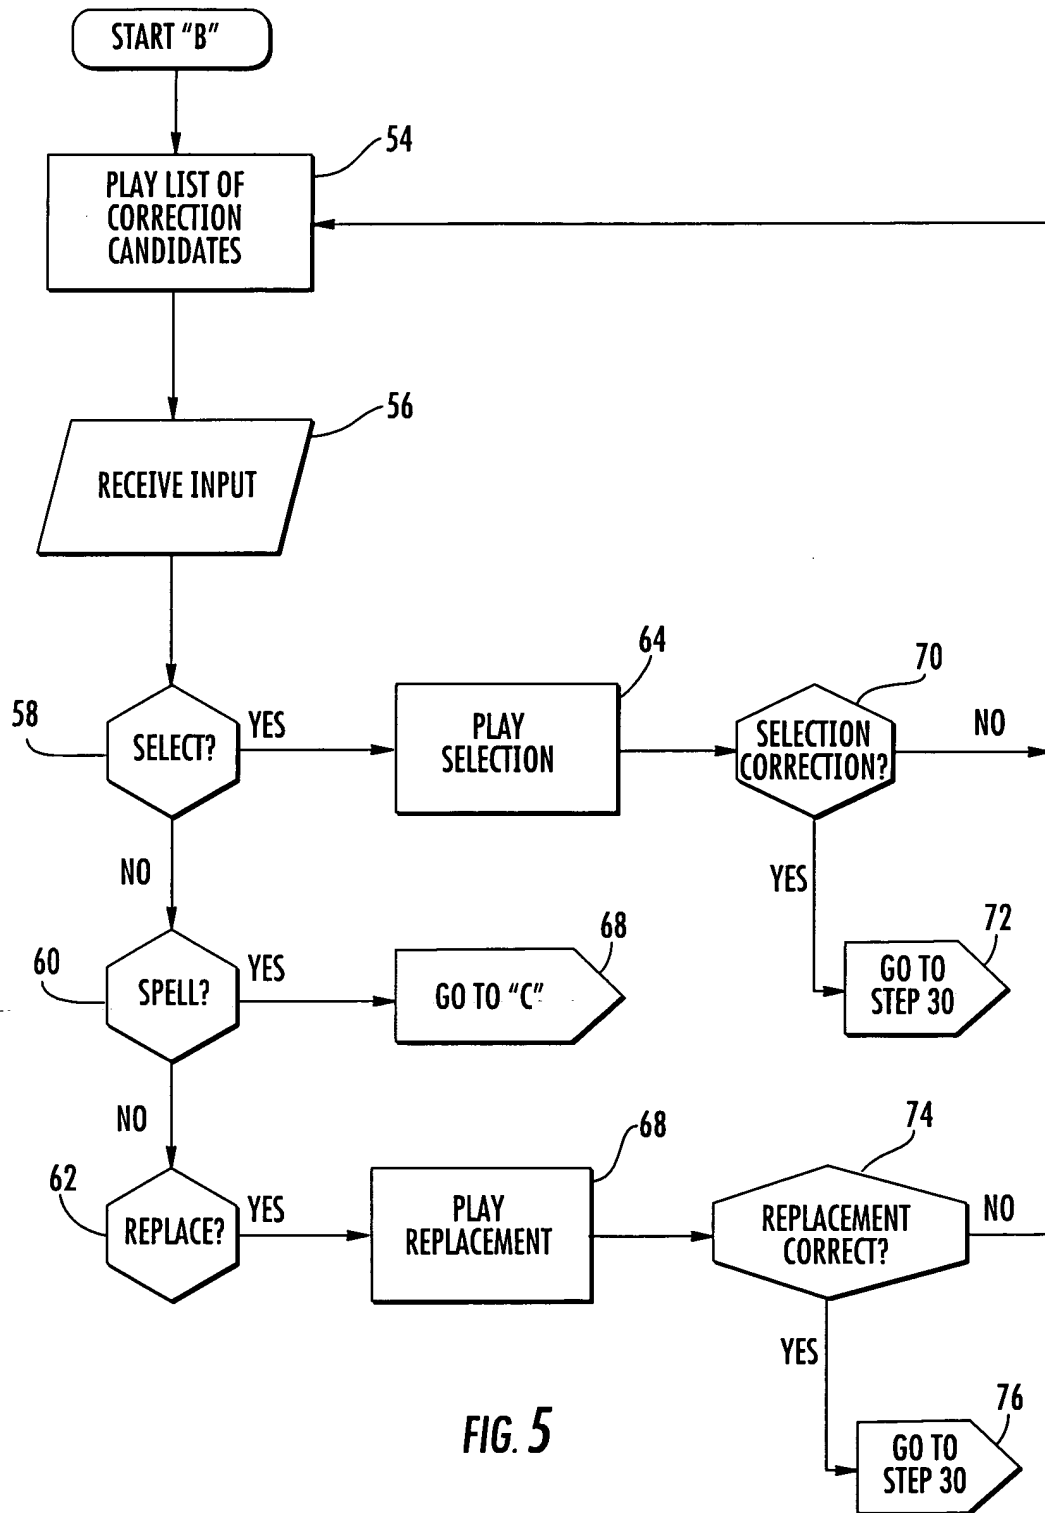 START “B”
54
PLAY LIST OF
CORRECTION
CANDIDATES
56
RECEIVE INPUT
58
SELECT?
YES
64
PLAY
SELECTION
70
SELECTION
CORRECTION?
NO
NO
YES
60
SPELL?
YES
68
GO TO “C”
72
GO TO
STEP 30
NO
62
REPLACE?
YES
68
PLAY
REPLACEMENT
74
REPLACEMENT
CORRECT?
NO
YES
76
GO TO
STEP 30
FIG. 5